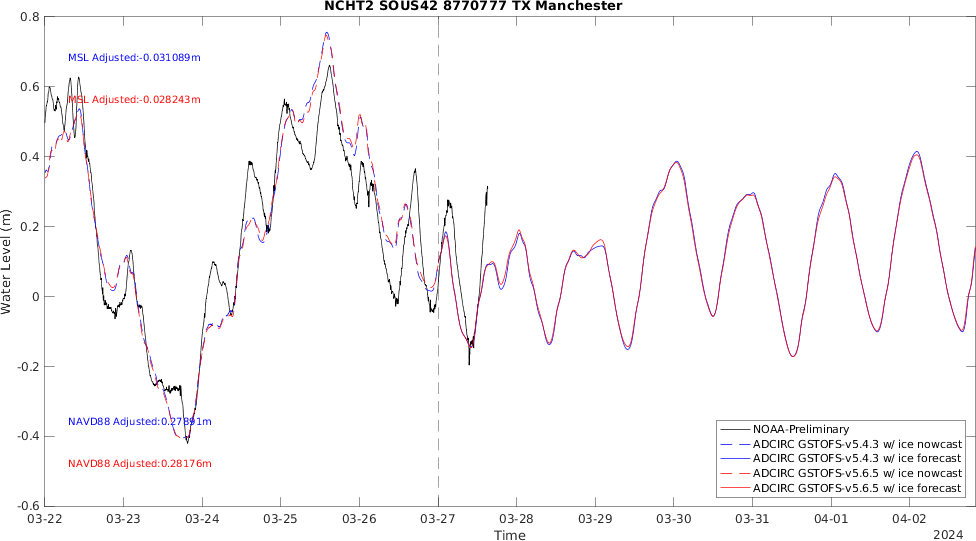 NCHT2 SOUS42 8770777 TX Manchester
0.8
0.6
0.4
0.2
0
-0.2
-0.4
-0.6
Water Level (m)
MSL Adjusted:-0.031089m
MSL Adjusted:-0.028243m
NAVD88 Adjusted:0.27891m
NAVD88 Adjusted:0.28176m
NOAA-Preliminary
ADCIRC GSTOFS-v5.4.3 w/ ice nowcast
ADCIRC GSTOFS-v5.4.3 w/ ice forecast
ADCIRC GSTOFS-v5.6.5 w/ ice nowcast
ADCIRC GSTOFS-v5.6.5 w/ ice forecast
03-22 03-23 03-24 03-25 03-26 03-27 03-28 03-29 03-30 03-31 04-01 04-02
Time
2024